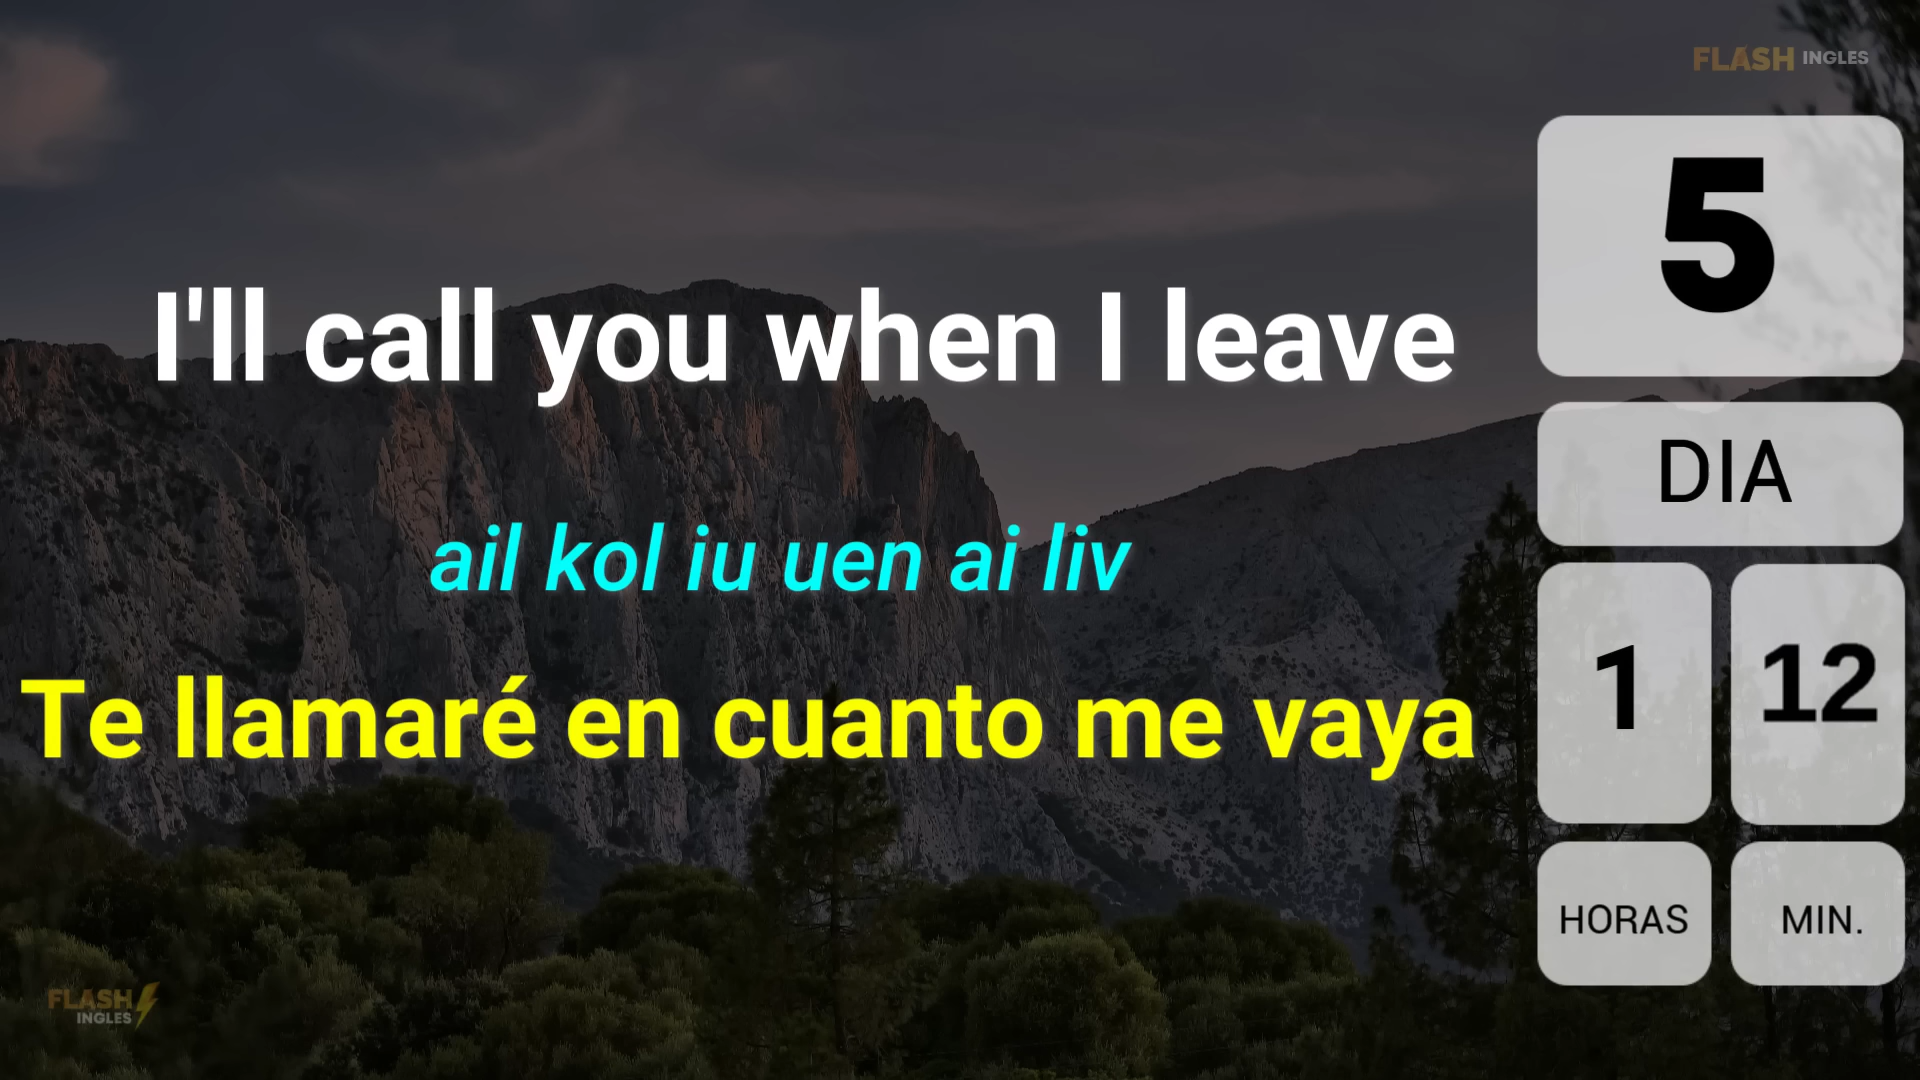 FLASH INGLES
I'll call you when I leave
ail kol iu uen ai liv
Te llamaré en cuanto me vaya
5
DIA
1 12
HORAS MIN.
FLASH
INGLES